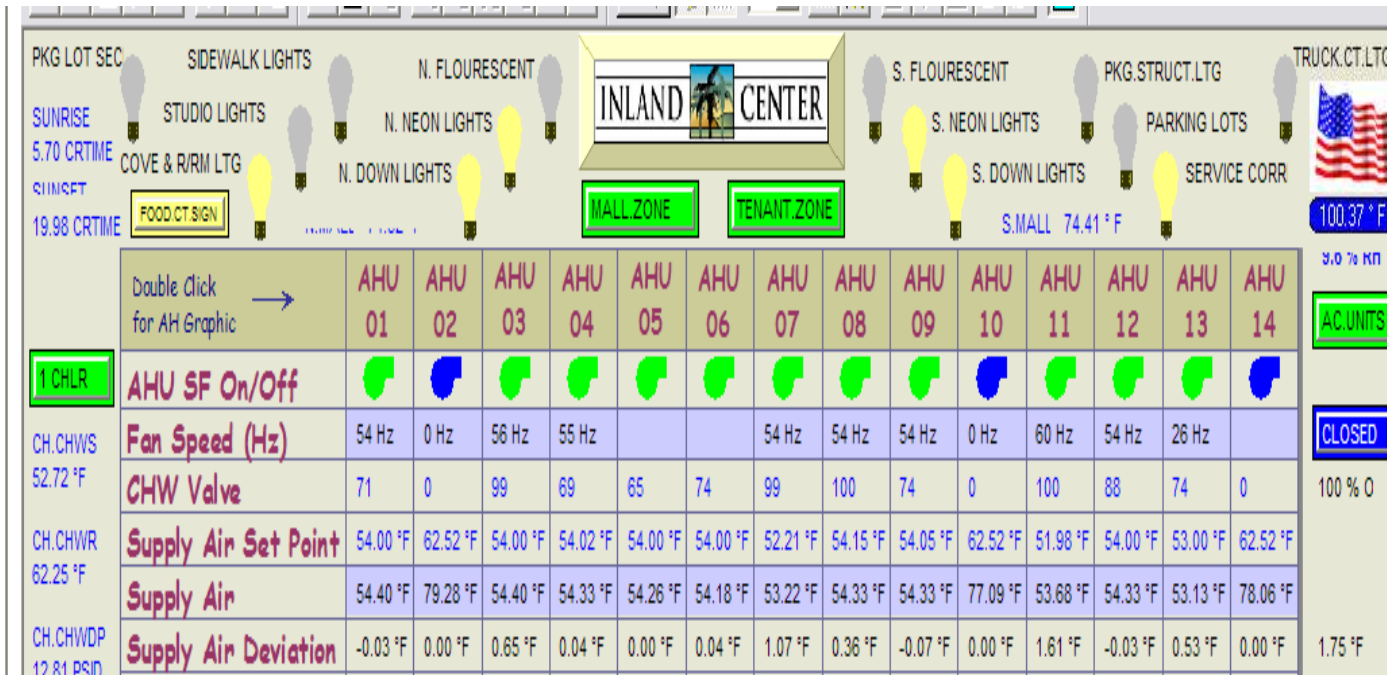 PKG LOT SEC
SIDEWALK LIGHTS
N. FLOURESCENT
INLAND CENTER
S. FLOURESCENT
PKG.STRUCT.LTG
TRUCK.CT.LTG
SUNRISE
5.70 CRTIME
STUDIO LIGHTS
N. NEON LIGHTS
S. NEON LIGHTS
PARKING LOTS
COVE & R/RM LTG
N. DOWN LIGHTS
S. DOWN LIGHTS
SERVICE CORR
SUNSET
19.98 CRTIME
FOOD.CT.SIGN
MALL.ZONE
TENANT.ZONE
S.MALL 74.41 ° F
100.37 ° F
9.6 % RH
Double Click
for AH Graphic
AHU 01 AHU 02 AHU 03 AHU 04 AHU 05 AHU 06 AHU 07 AHU 08 AHU 09 AHU 10 AHU 11 AHU 12 AHU 13 AHU 14
AC.UNITS
1 CHLR
AHU SF On/Off
CH.CHWS
52.72 °F
Fan Speed (Hz) 54 Hz 0 Hz 56 Hz 55 Hz 54 Hz 54 Hz 54 Hz 0 Hz 60 Hz 54 Hz 26 Hz
CLOSED
CHW Valve 71 0 99 69 65 74 99 100 74 0 100 88 74 0
100 % O
CH.CHWR
62.25 °F
Supply Air Set Point 54.00 °F 62.52 °F 54.00 °F 54.02 °F 54.00 °F 54.00 °F 52.21 °F 54.15 °F 54.05 °F 62.52 °F 51.98 °F 54.00 °F 53.00 °F 62.52 °F
Supply Air 54.40 °F 79.28 °F 54.40 °F 54.33 °F 54.26 °F 54.18 °F 53.22 °F 54.33 °F 54.33 °F 77.09 °F 53.68 °F 54.33 °F 53.13 °F 78.06 °F
CH.CHWDP
12.81 PSID
Supply Air Deviation -0.03 °F 0.00 °F 0.65 °F 0.04 °F 0.00 °F 0.04 °F 1.07 °F 0.36 °F -0.07 °F 0.00 °F 1.61 °F -0.03 °F 0.53 °F 0.00 °F
1.75 °F